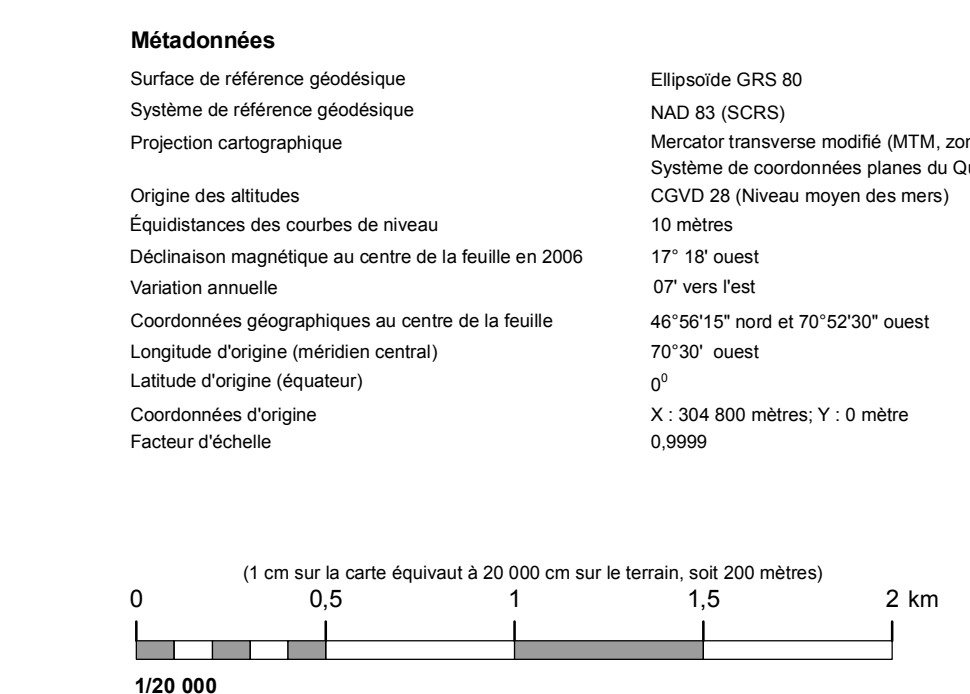 Métadonnées
Surface de référence géodésique Ellipsoïde GRS 80
Système de référence géodésique NAD 83 (SCRS)
Projection cartographique Mercator transverse modifié (MTM,
Système de coordonnées planes du
Origine des altitudes CGVD 28 (Niveau moyen des mers)
Équidistances des courbes de niveau 10 mètres
Déclinaison magnétique au centre de la feuille en 2006 17° 18' ouest
Variation annuelle 07' vers l'est
Coordonnées géographiques au centre de la feuille 46°56'15" nord et 70°52'30" ouest
Longitude d'origine (méridien central) 70°30' ouest
Latitude d'origine (équateur) 0⁰
Coordonnées d'origine X : 304 800 mètres; Y : 0 mètre
Facteur d'échelle 0,9999
(1 cm sur la carte équivaut à 20 000 cm sur le terrain, soit 200 mètres)
0 0,5 1 1,5 2 km
1/20 000